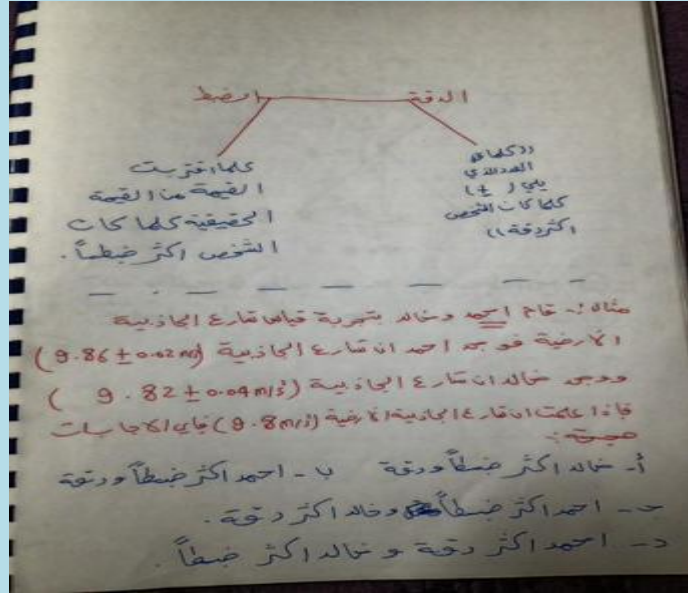 الدقة الضبط
((كلما قل
العدد الذي
يلي (±)
كلما كان الشخص
اكثر دقة))
كلما اقتربت
القيمة من القيمة
الحقيقية كلما كان
الشخص اكثر ضبطاً.
مثال:- قام احمد وخالد بتجربة قياس تسارع الجاذبية
الارضية فوجد احمد ان تسارع الجاذبية (9.86 ± 0.02 m/s²)
ووجد خالد ان تسارع الجاذبية (9.82 ± 0.04 m/s²)
فإذا علمت ان تسارع الجاذبية الارضية (9.8 m/s²) فأي الاجابات
صحيحة:
أ- خالد اكثر ضبطاً ودقة ب- احمد اكثر ضبطاً ودقة
ج- احمد اكثر ضبطاً وخالد اكثر دقة.
د- احمد اكثر دقة و خالد اكثر ضبطاً.